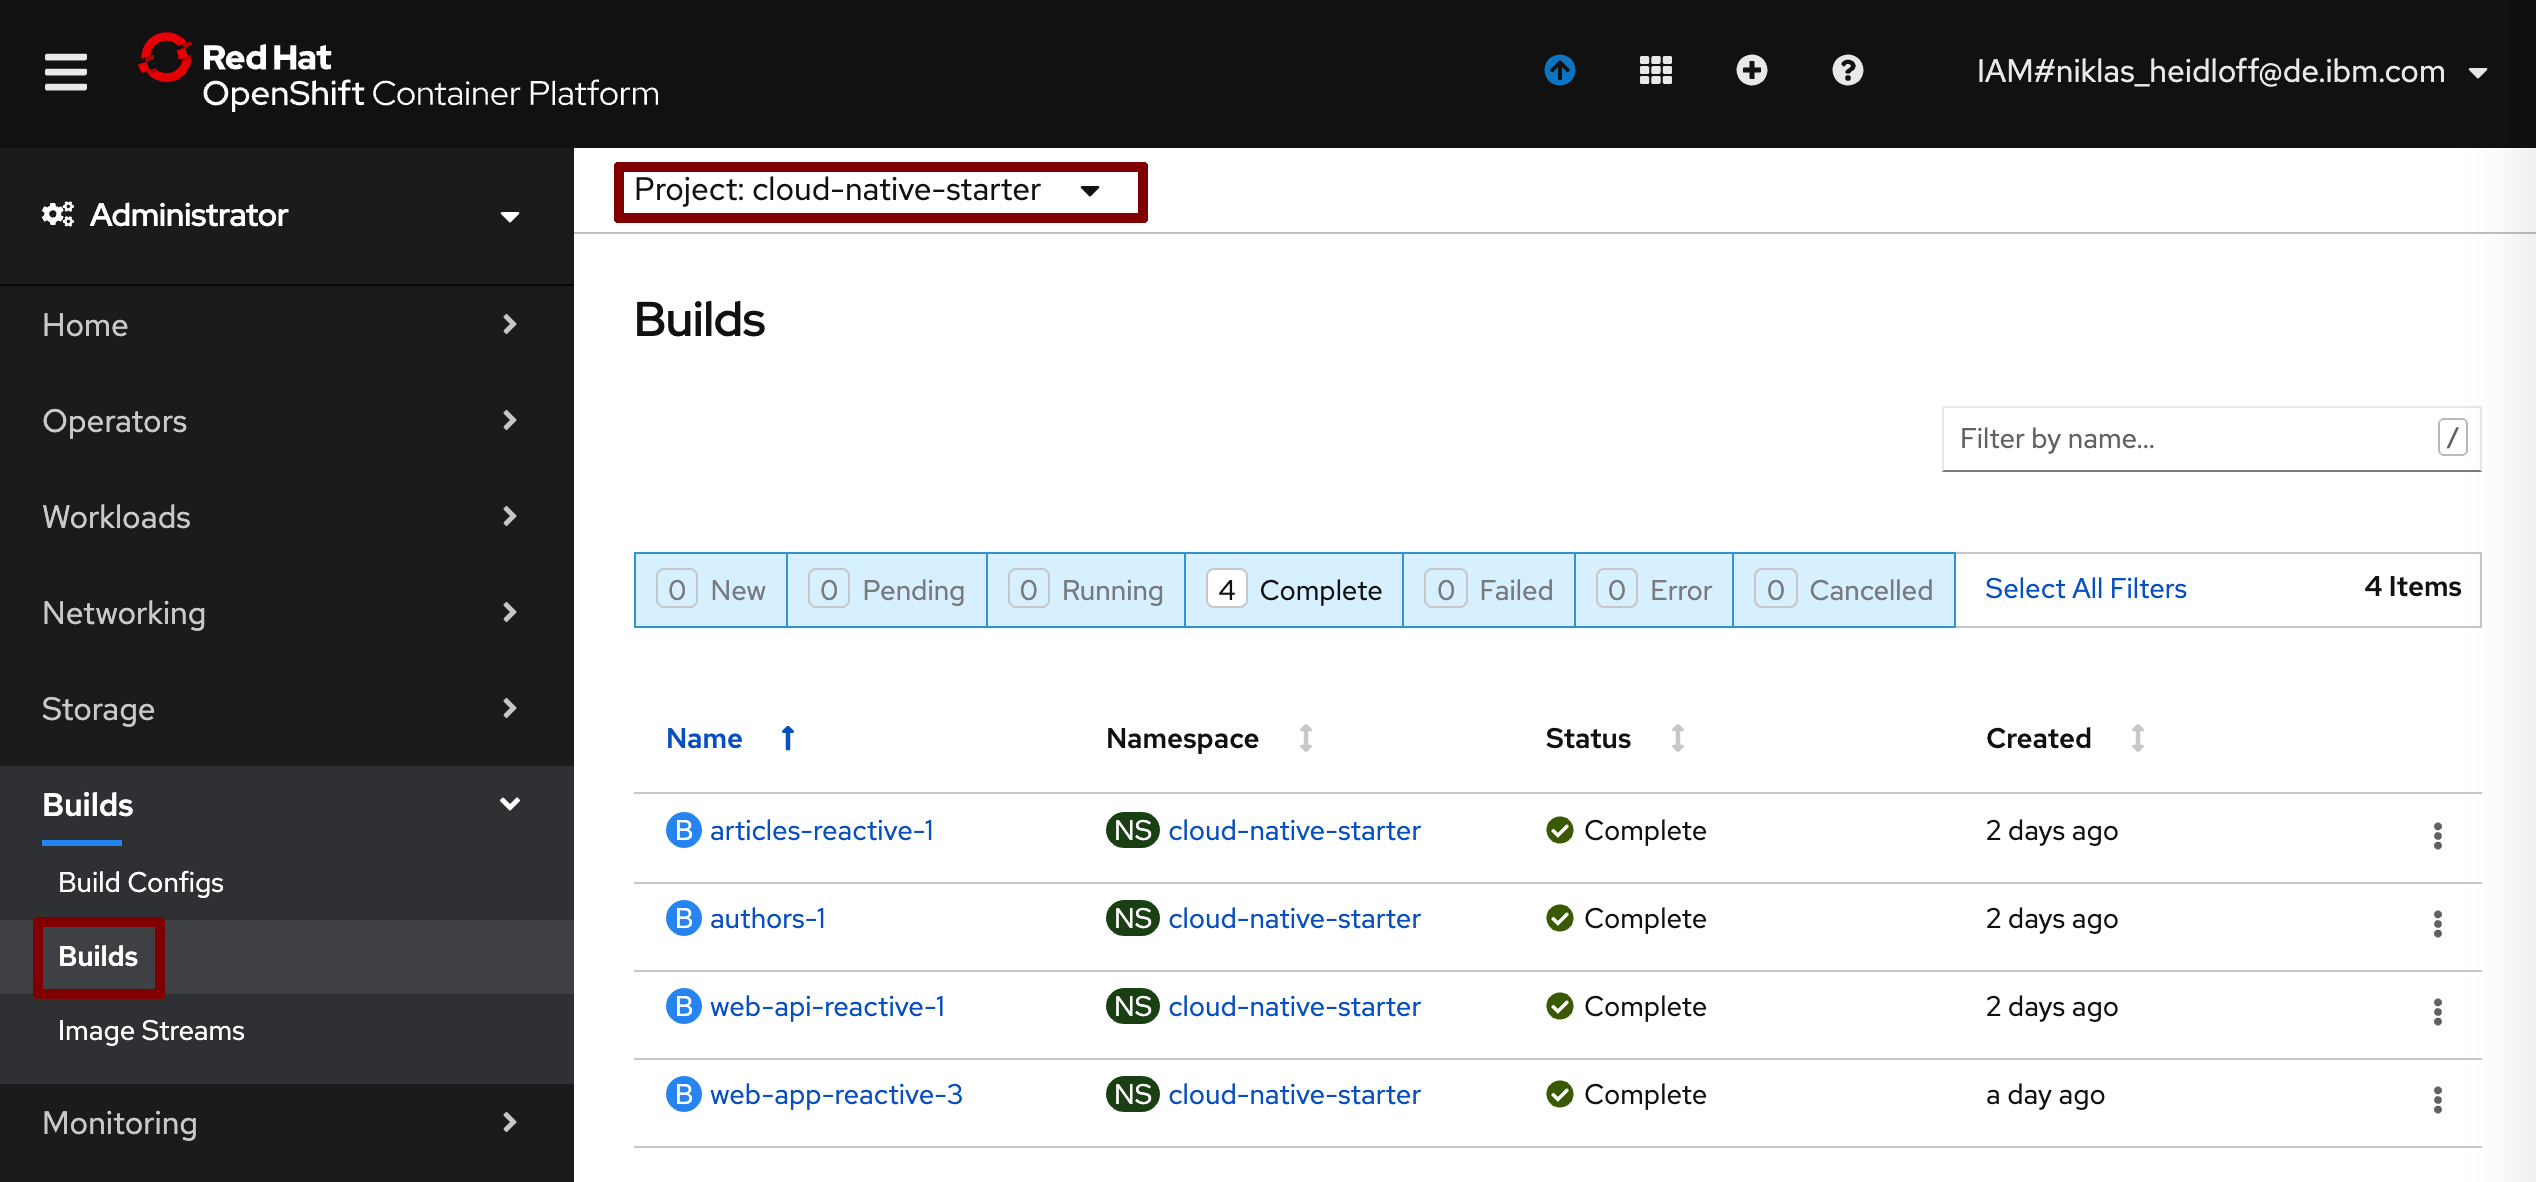 Red Hat
OpenShift Container Platform
IAM#niklas_heidloff@de.ibm.com
Administrator
Home
Operators
Workloads
Networking
Storage
Builds
Build Configs
Builds
Image Streams
Monitoring
Project: cloud-native-starter
Builds
Filter by name... /
0 New 0 Pending 0 Running 4 Complete 0 Failed 0 Error 0 Cancelled Select All Filters 4 Items
Name Namespace Status Created
B articles-reactive-1 NS cloud-native-starter Complete 2 days ago
B authors-1 NS cloud-native-starter Complete 2 days ago
B web-api-reactive-1 NS cloud-native-starter Complete 2 days ago
B web-app-reactive-3 NS cloud-native-starter Complete a day ago